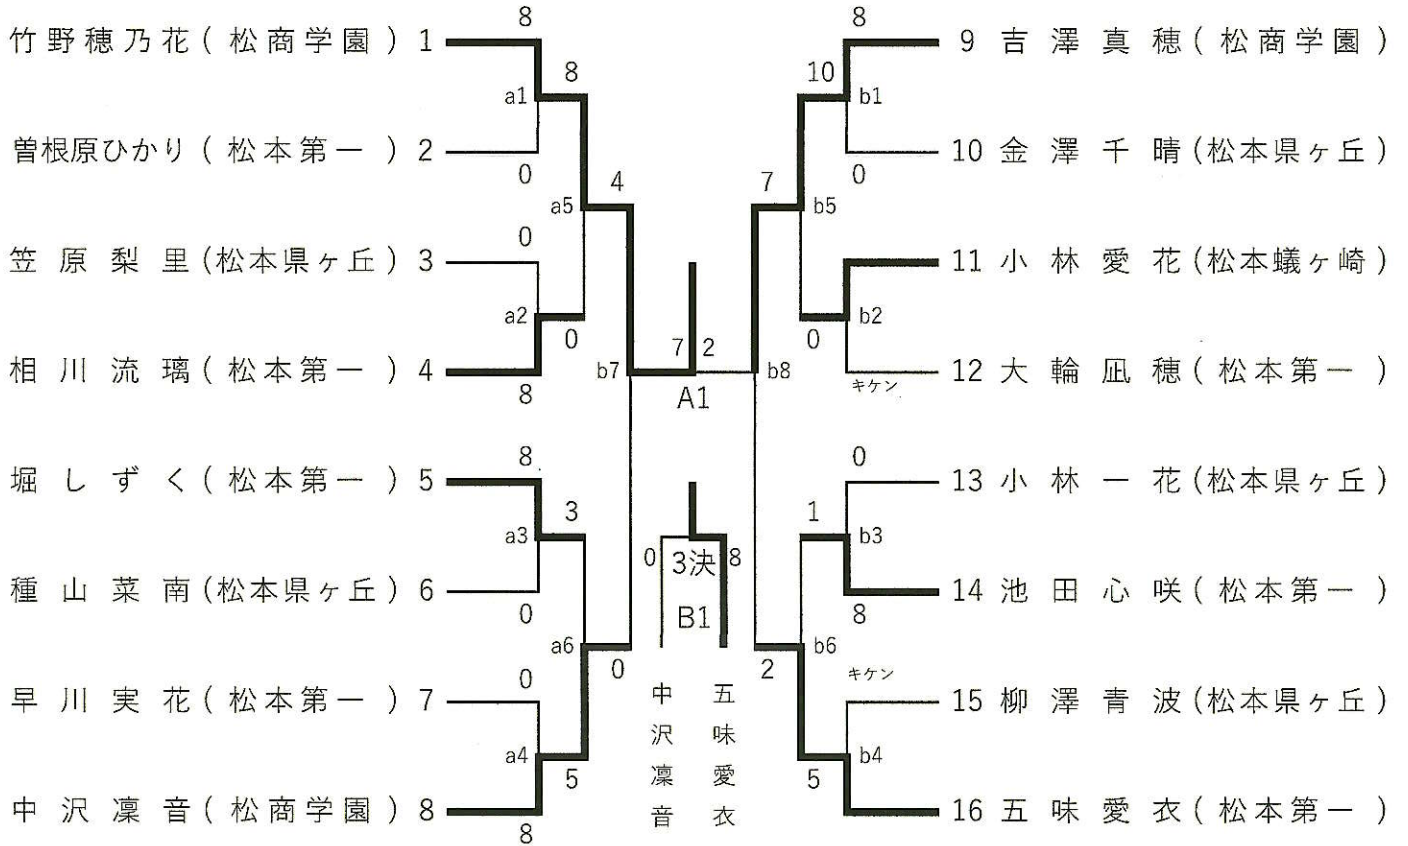 8
竹野穂乃花(松商学園)1
8
a1
曽根原ひかり(松本第一)2
0
4
a5
0
笠原梨里(松本県ヶ丘)3
a2
0
相川流璃(松本第一)4
8
b7
8
堀しずく(松本第一)5
3
a3
種山菜南(松本県ヶ丘)6
0
a6
0
0
早川実花(松本第一)7
a4
5
中沢凜音(松商学園)8
8
7 2
A1
0 3決 8
B1
中沢凜音
五味愛衣
8
9 吉澤真穂(松商学園)
10
b1
10 金澤千晴(松本県ヶ丘)
0
7
b5
11 小林愛花(松本蟻ヶ崎)
b2
0
12 大輪凪穂(松本第一)
キケン
b8
0
13 小林一花(松本県ヶ丘)
1
b3
14 池田心咲(松本第一)
8
b6
2
キケン
15 柳澤青波(松本県ヶ丘)
b4
5
16 五味愛衣(松本第一)